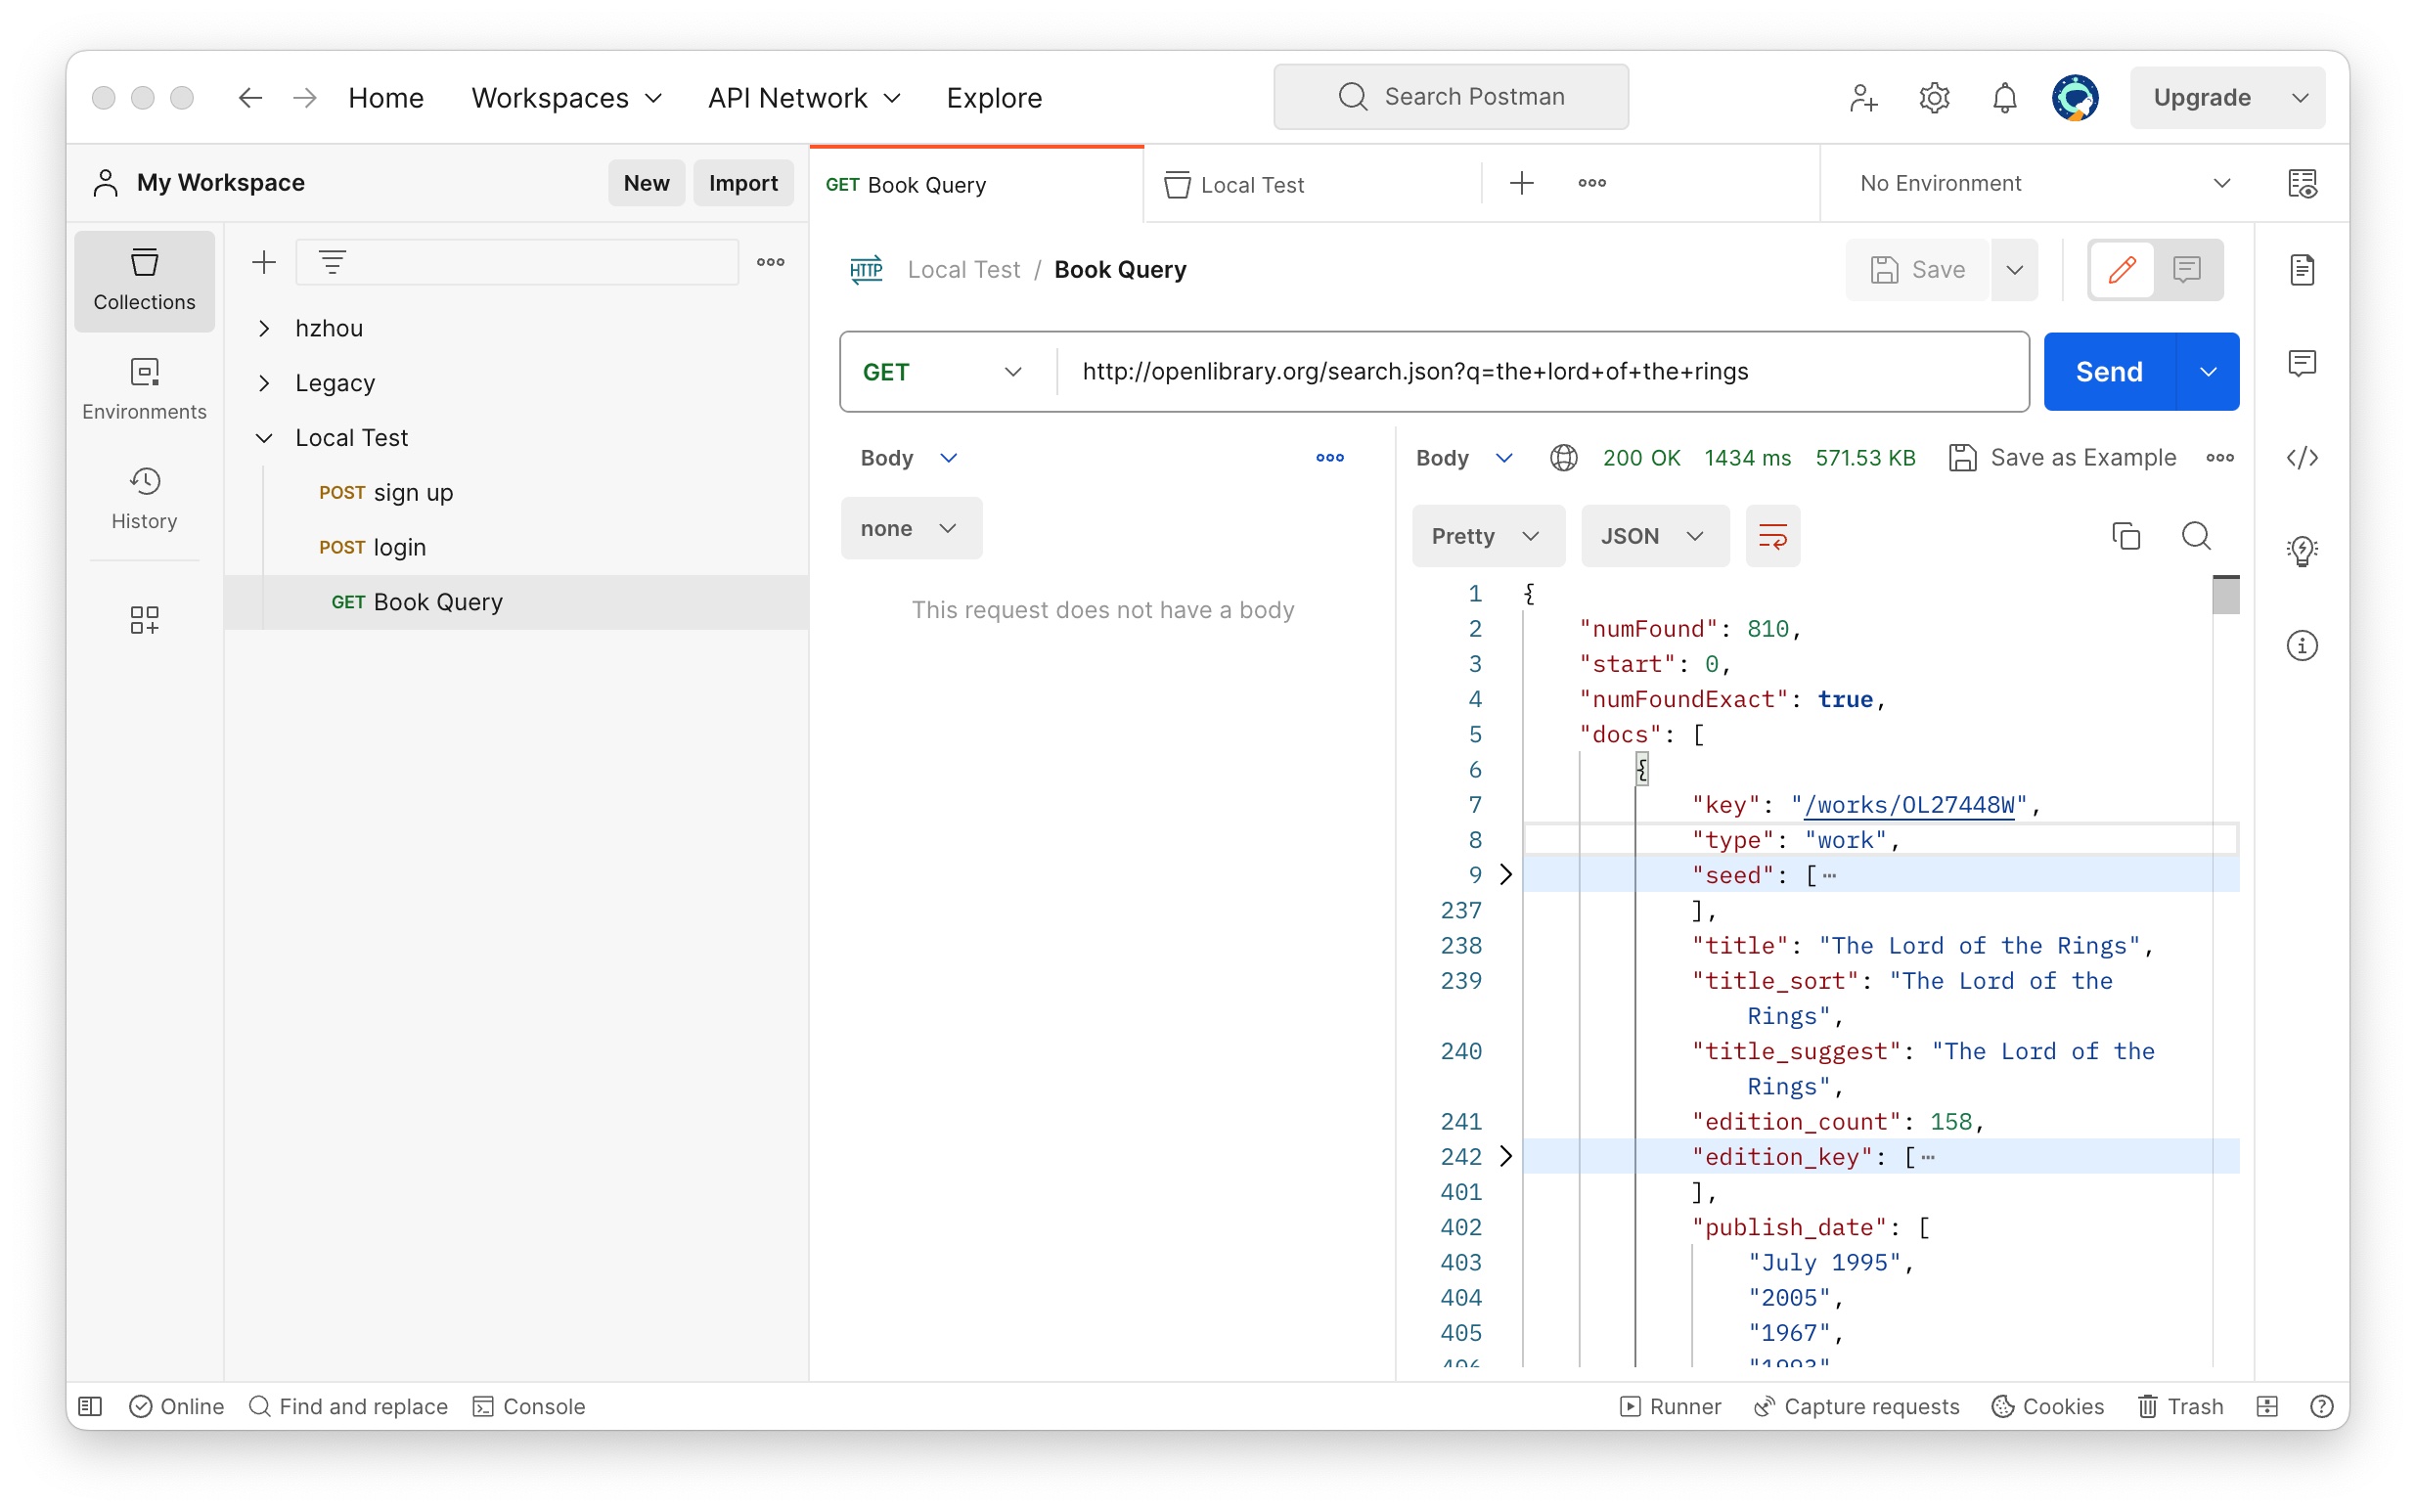 Home Workspaces API Network Explore Search Postman Upgrade
My Workspace New Import
GET Book Query Local Test No Environment
Collections
Environments
History
hzhou
Legacy
Local Test
POST sign up
POST login
GET Book Query
HTTP Local Test / Book Query Save
GET http://openlibrary.org/search.json?q=the+lord+of+the+rings Send
Body
none
This request does not have a body
Body 200 OK 1434 ms 571.53 KB Save as Example
Pretty JSON
1 {
2 "numFound": 810,
3 "start": 0,
4 "numFoundExact": true,
5 "docs": [
6 {
7 "key": "/works/OL27448W",
8 "type": "work",
9 "seed": [⋯
237 ],
238 "title": "The Lord of the Rings",
239 "title_sort": "The Lord of the
Rings",
240 "title_suggest": "The Lord of the
Rings",
241 "edition_count": 158,
242 "edition_key": [⋯
401 ],
402 "publish_date": [
403 "July 1995",
404 "2005",
405 "1967",
Online Find and replace Console Runner Capture requests Cookies Trash